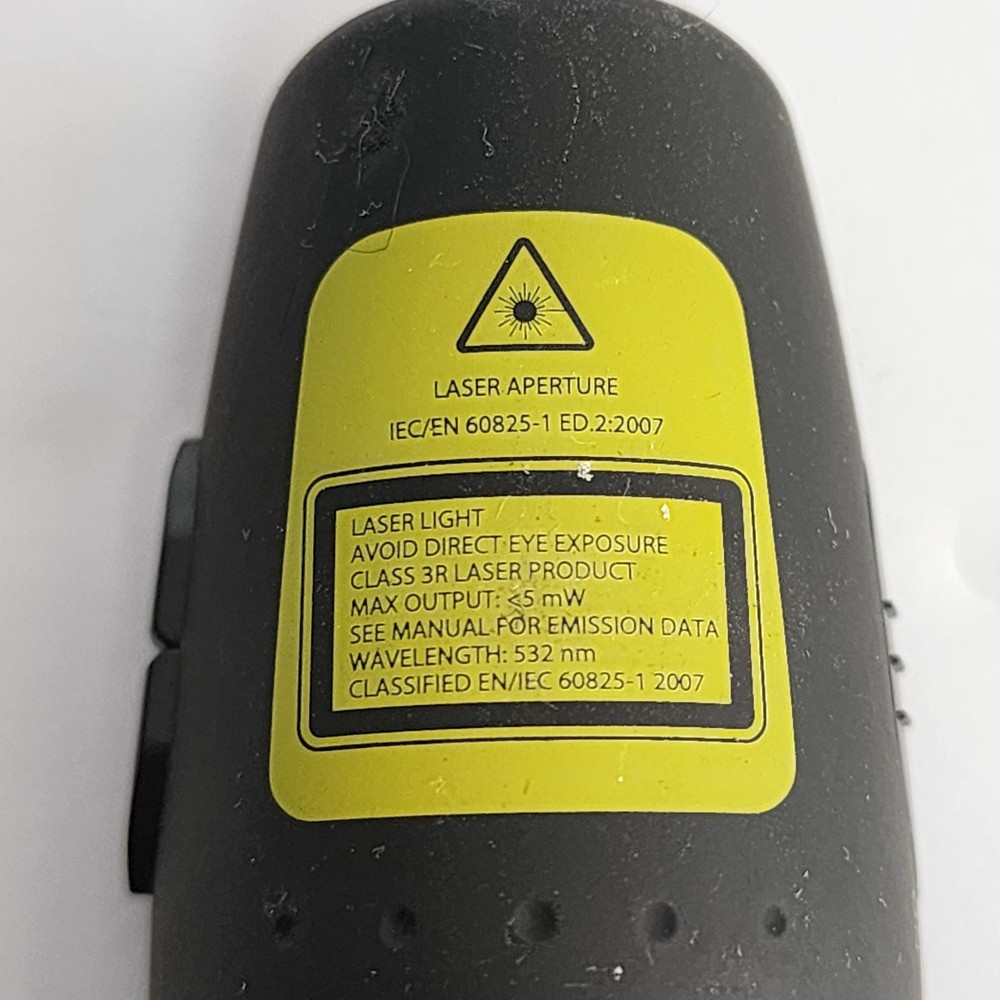 LASER APERTURE
IEC/EN 60825-1 ED.2:2007
LASER LIGHT
AVOID DIRECT EYE EXPOSURE
CLASS 3R LASER PRODUCT
MAX OUTPUT: <5 mW
SEE MANUAL FOR EMISSION DATA
WAVELENGTH: 532 nm
CLASSIFIED EN/IEC 60825-1 2007